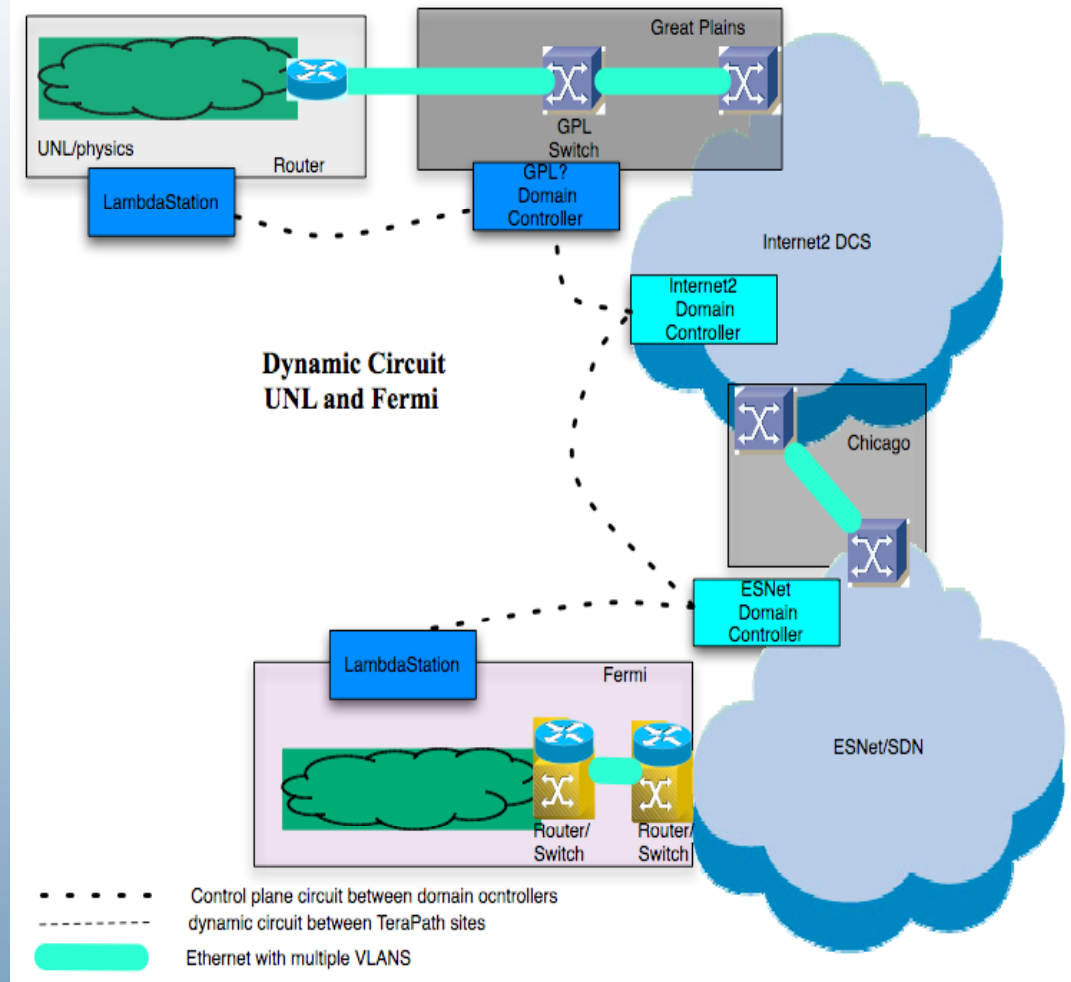 Great Plains
UNL/physics
Router
GPL
Switch
LambdaStation
GPL?
Domain
Controller
Internet2 DCS
Internet2
Domain
Controller
Dynamic Circuit
UNL and Fermi
Chicago
ESNet
Domain
Controller
LambdaStation
Fermi
ESNet/SDN
Router/
Switch
Router/
Switch
Control plane circuit between domain ocntrollers
dynamic circuit between TeraPath sites
Ethernet with multiple VLANS